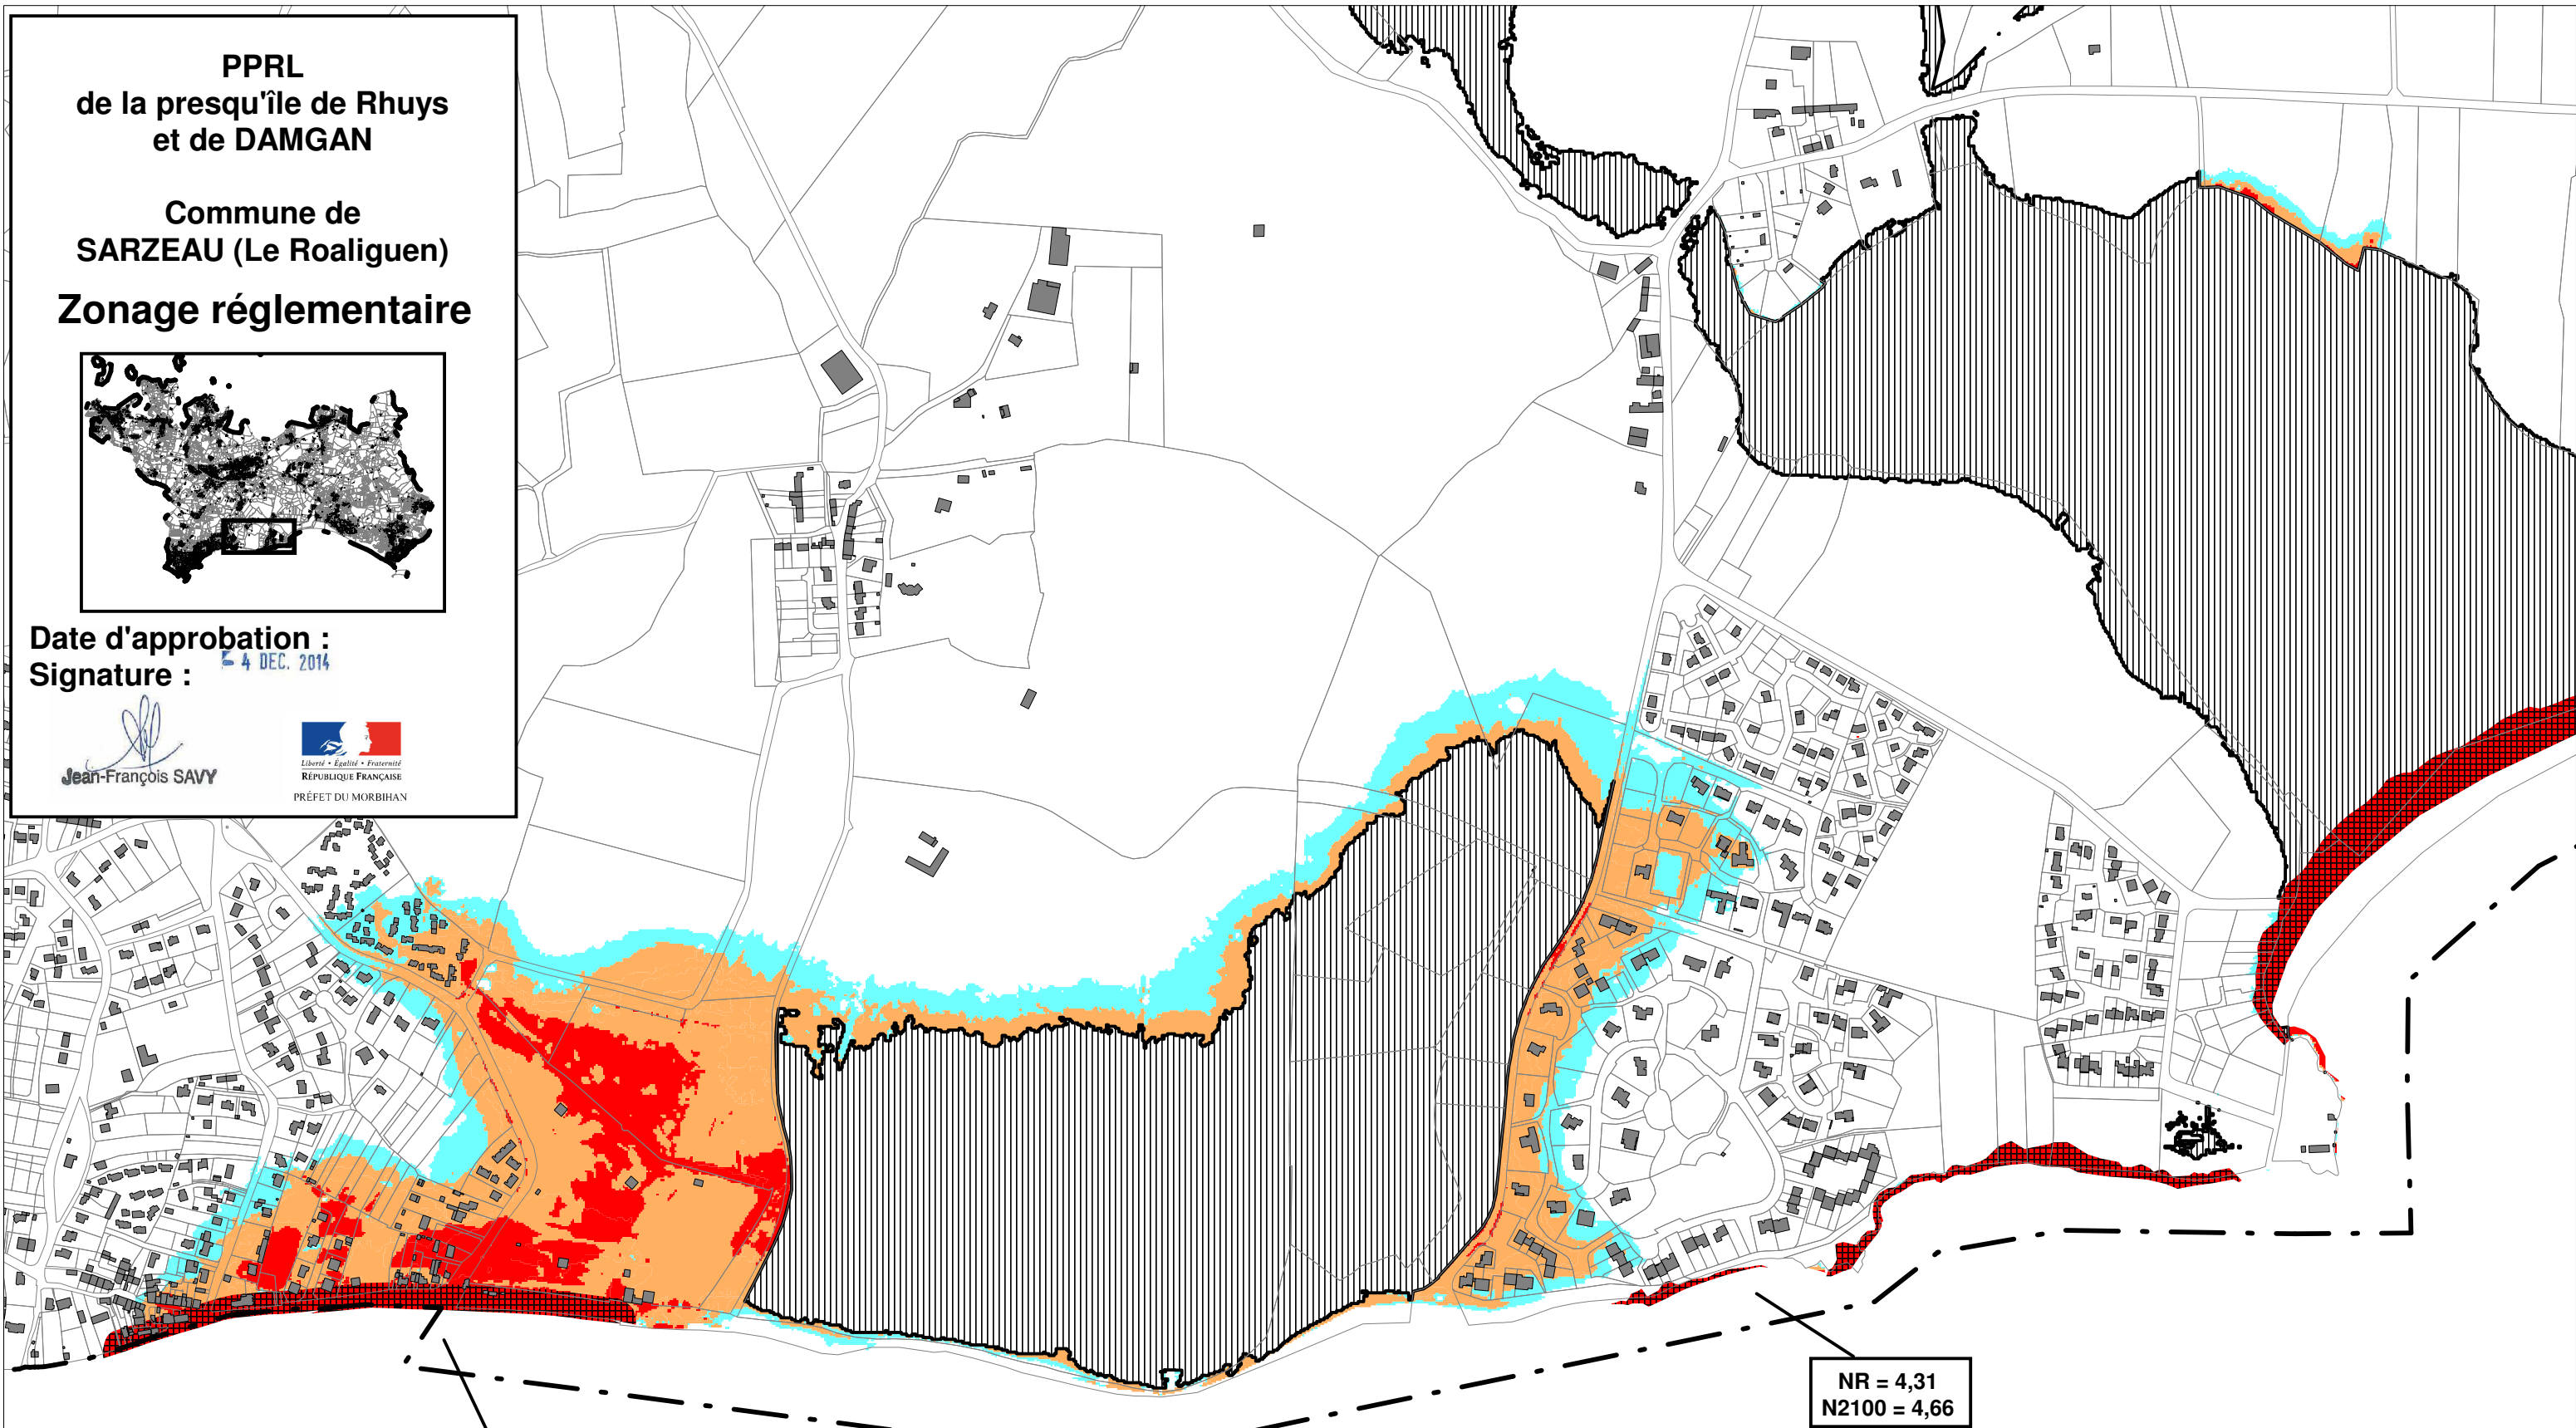 PPRL
de la presqu'île de Rhuys
et de DAMGAN
Commune de
SARZEAU (Le Roaliguen)
Zonage réglementaire
Date d'approbation :
4 DEC. 2014
Signature :
Jean-François SAVY
Liberté • Égalité • Fraternité
RÉPUBLIQUE FRANÇAISE
PRÉFET DU MORBIHAN
NR = 4,31
N2100 = 4,66